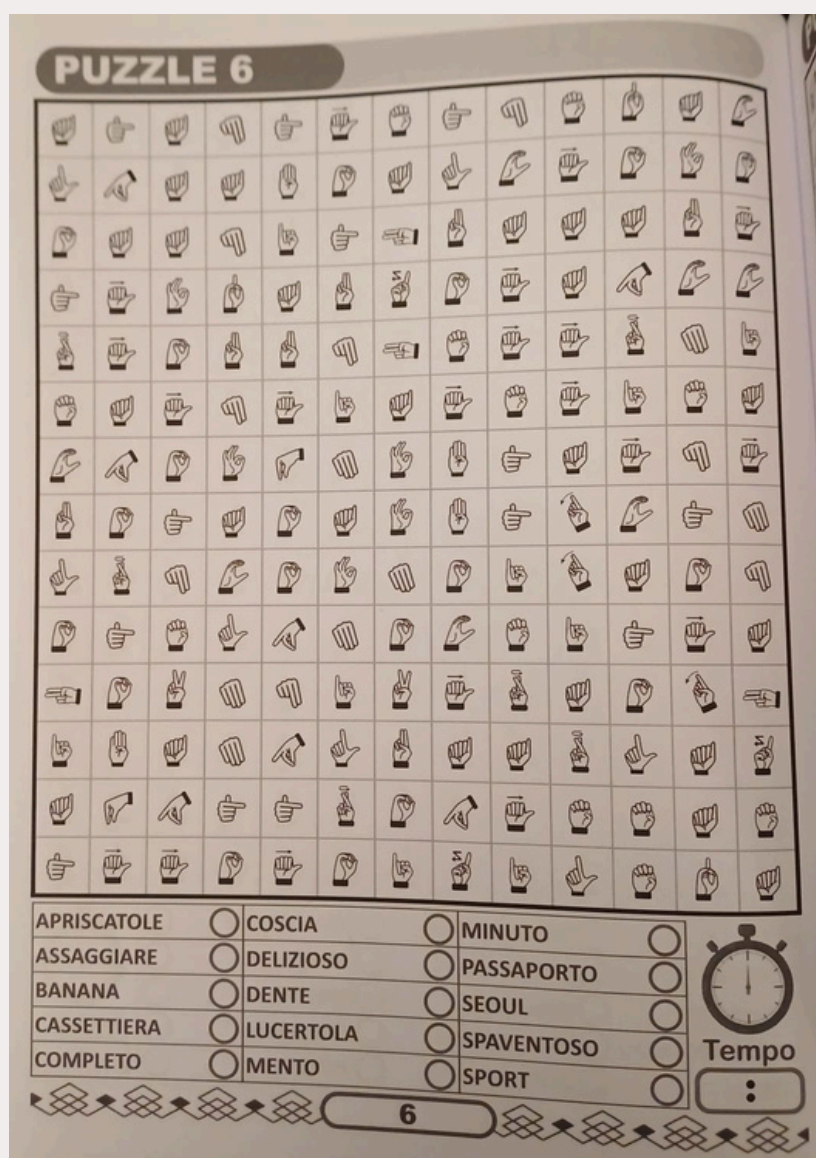 PUZZLE 6
APRISCATOLE COSCIA MINUTO
ASSAGGIARE DELIZIOSO PASSAPORTO
BANANA DENTE SEOUL
CASSETTIERA LUCERTOLA SPAVENTOSO
COMPLETO MENTO SPORT
Tempo
:
6